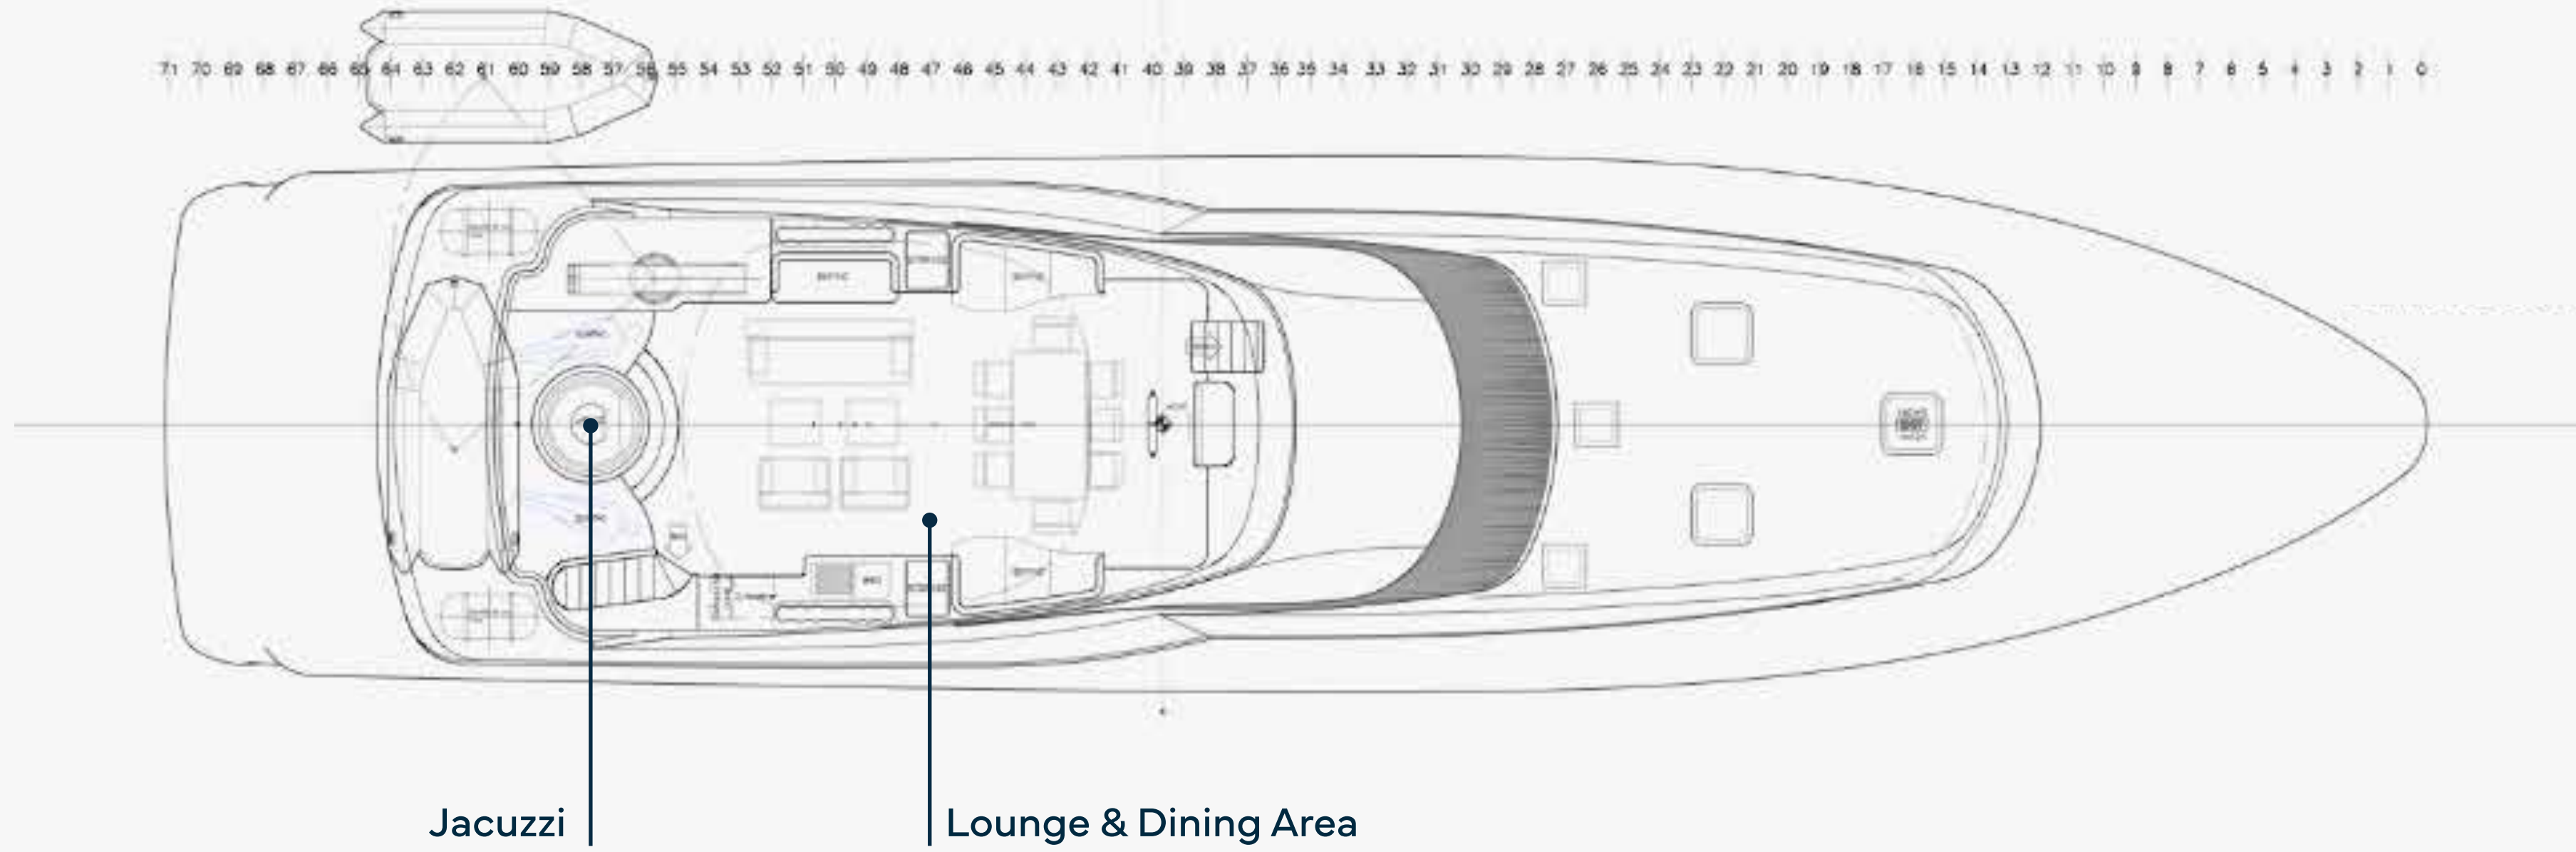 71 70 69 68 67 66 65 64 63 62 61 60 59 58 57 56 55 54 53 52 51 50 49 48 47 46 45 44 43 42 41 40 39 38 37 36 35 34 33 32 31 30 29 28 27 26 25 24 23 22 21 20 19 18 17 16 15 14 13 12 11 10 9 8 7 6 5 4 3 2 1 0
Jacuzzi
Lounge & Dining Area